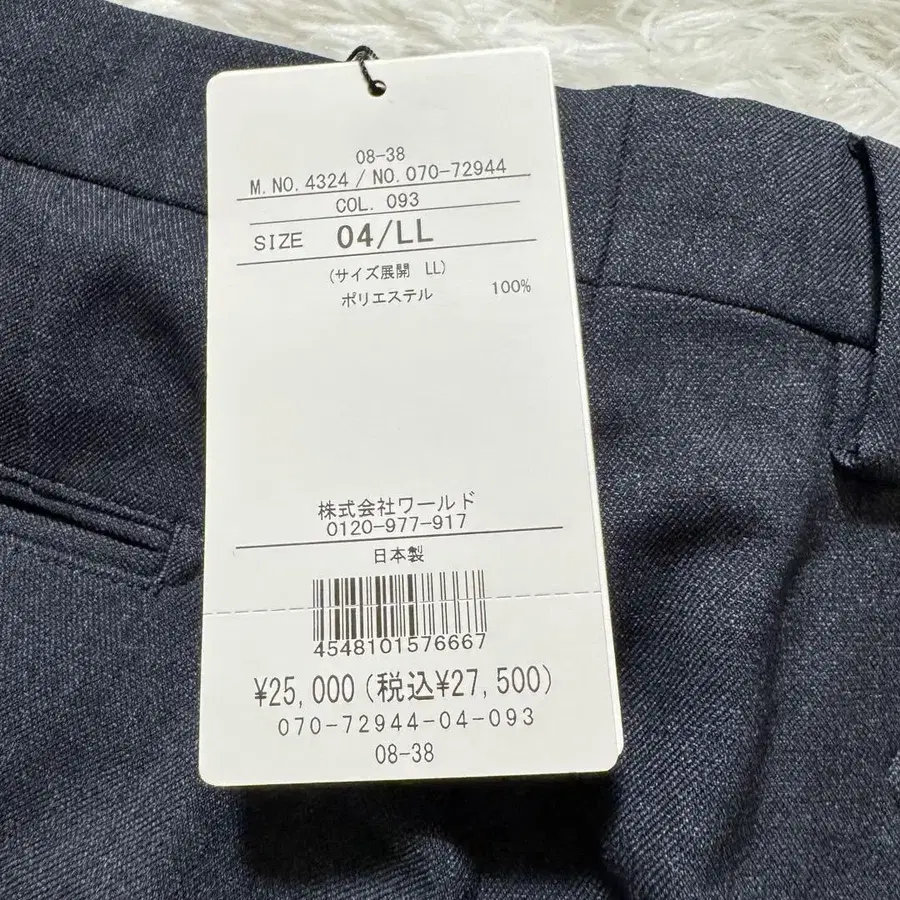 08-38
M.NO.4324 / NO.070-72944
COL. 093
SIZE 04/LL
(サイズ展開 LL)
ポリエステル 100%
株式会社ワールド
0120-977-917
日本製
4548101576667
¥25,000(税込¥27,500)
070-72944-04-093
08-38